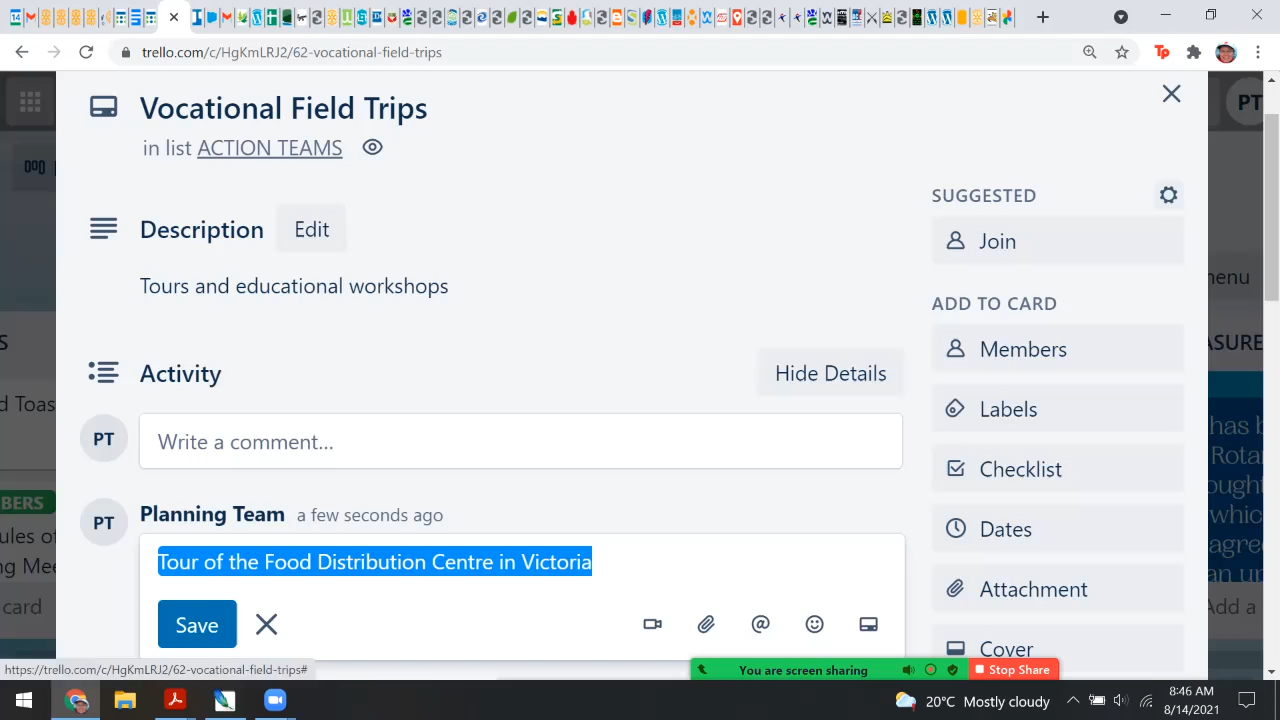 trello.com/c/HgKmLRJ2/62-vocational-field-trips
Tp
PT
Vocational Field Trips
in list ACTION TEAMS
SUGGESTED
Description
Edit
Join
Tours and educational workshops
ADD TO CARD
Members
Activity
Hide Details
Labels
PT
Write a comment...
Checklist
Planning Team a few seconds ago
PT
Dates
Tour of the Food Distribution Centre in Victoria
Attachment
Save
Cover
https://trello.com/c/HgKmLRJ2/62-vocational-field-trips#
You are screen sharing
Stop Share
20°C Mostly cloudy
8:46 AM
8/14/2021